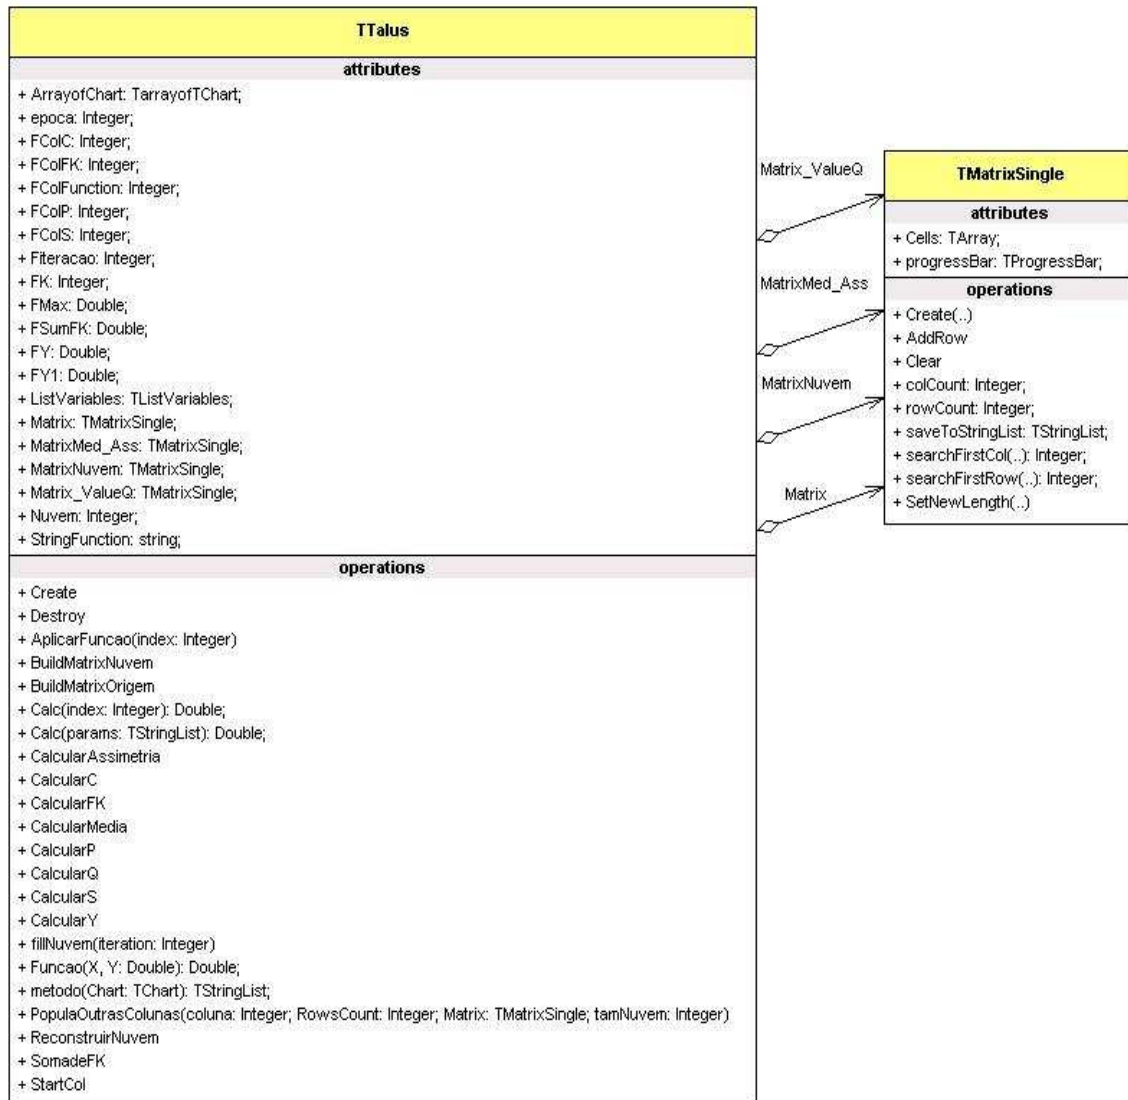 TTalus
attributes
+ ArrayofChart: TarrayofTChart;
+ epoca: Integer;
+ FColC: Integer;
+ FColFK: Integer;
+ FColFunction: Integer;
+ FColP: Integer;
+ FColS: Integer;
+ Fiteracao: Integer;
+ FK: Integer;
+ FMax: Double;
+ FSumFK: Double;
+ FY: Double;
+ FY1: Double;
+ ListVariables: TListVariables;
+ Matrix: TMatrixSingle;
+ MatrixMed_Ass: TMatrixSingle;
+ MatrixNuvem: TMatrixSingle;
+ Matrix_ValueQ: TMatrixSingle;
+ Nuvem: Integer;
+ StringFunction: string;
operations
+ Create
+ Destroy
+ AplicarFuncao(index: Integer)
+ BuildMatrixNuvem
+ BuildMatrixOrigem
+ Calc(index: Integer): Double;
+ Calc(params: TStringList): Double;
+ CalcularAssimetria
+ CalcularC
+ CalcularFK
+ CalcularMedia
+ CalcularP
+ CalcularQ
+ CalcularS
+ CalcularY
+ fillNuvem(iteration: Integer)
+ Funcao(X, Y: Double): Double;
+ metodo(Chart: TChart): TStringList;
+ PopulaOutrasColunas(coluna: Integer; RowsCount: Integer; Matrix: TMatrixSingle; tamNuvem: Integer)
+ ReconstruirNuvem
+ SomadeFK
+ StartCol
Matrix_ValueQ
MatrixMed_Ass
MatrixNuvem
Matrix
TMatrixSingle
attributes
+ Cells: TArray;
+ progressBar: TProgressBar;
operations
+ Create(..)
+ AddRow
+ Clear
+ colCount: Integer;
+ rowCount: Integer;
+ saveToStringList: TStringList;
+ searchFirstCol(..): Integer;
+ searchFirstRow(..): Integer;
+ SetNewLength(..)